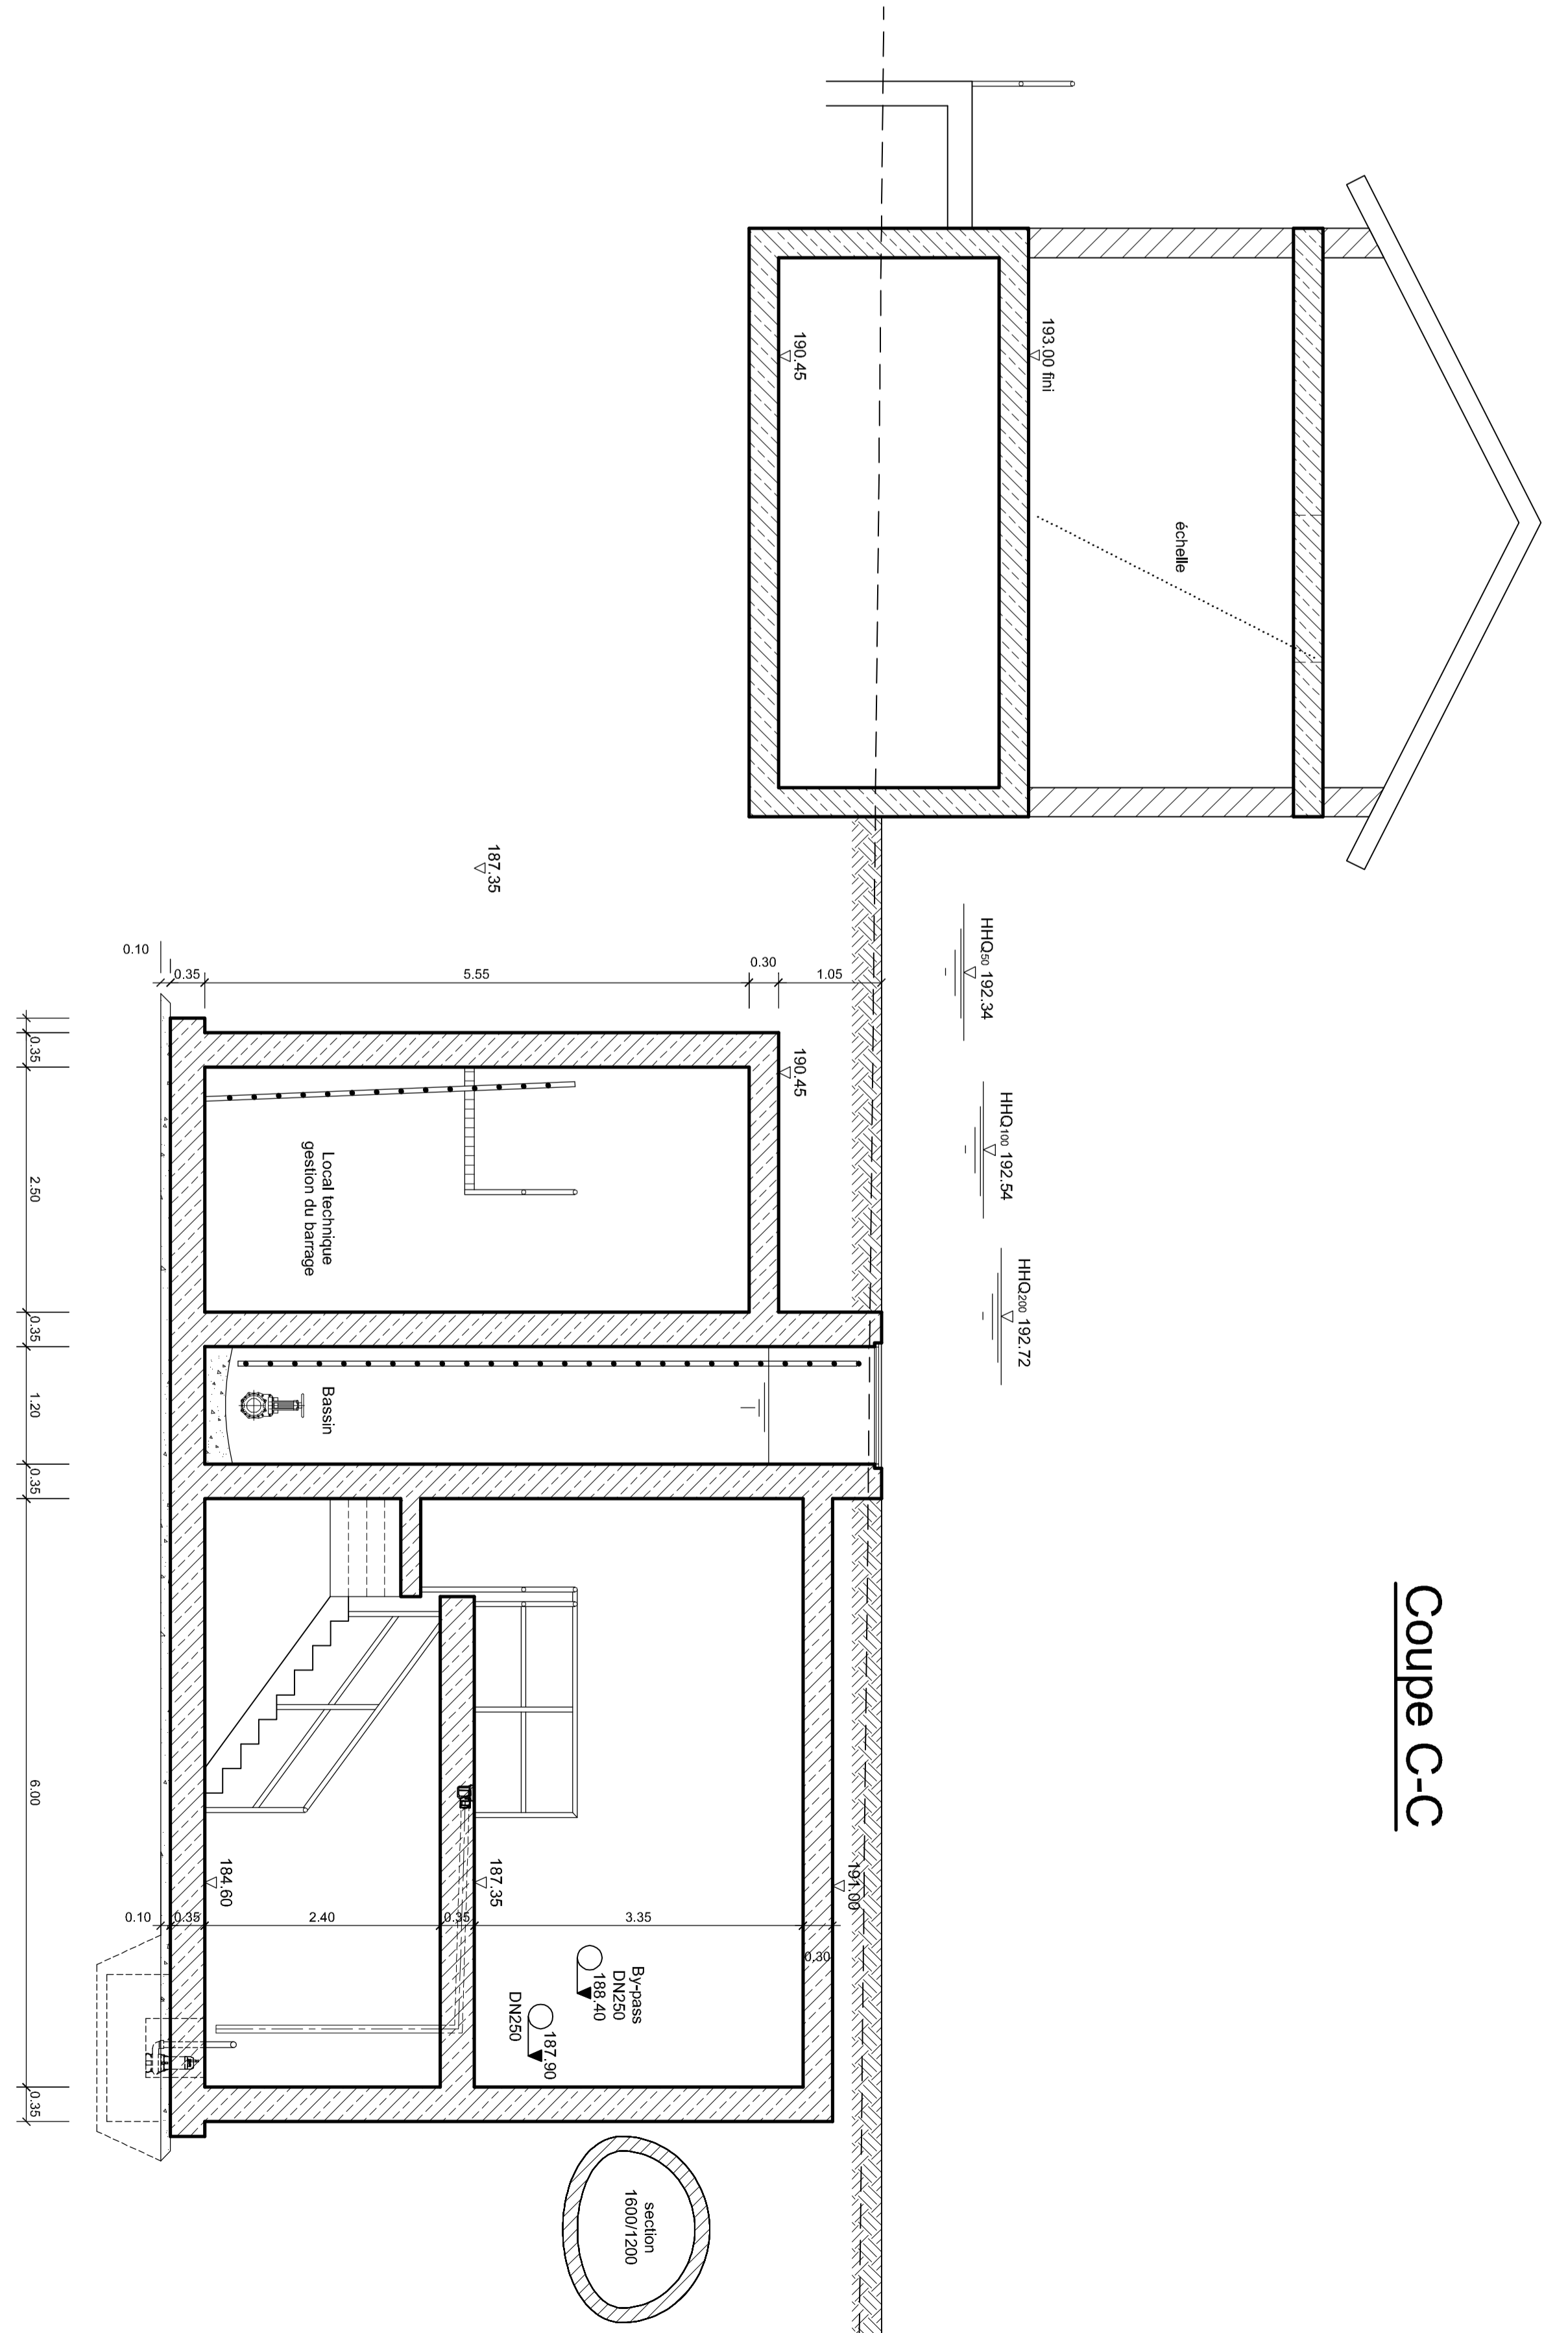 Coupe C-C
échelle
193.00 fini
190.45
HHQ50 192.34
HHQ100 192.54
HHQ200 192.72
187.35
1.05
0.30
5.55
0.35
0.10
190.45
Local technique
gestion du barrage
Bassin
191.00
0.30
3.35
187.35
0.35
2.40
184.60
0.35
0.10
By-pass
DN250
188.40
187.90
DN250
section
1600/1200
0.35
2.50
0.35
1.20
0.35
6.00
0.35